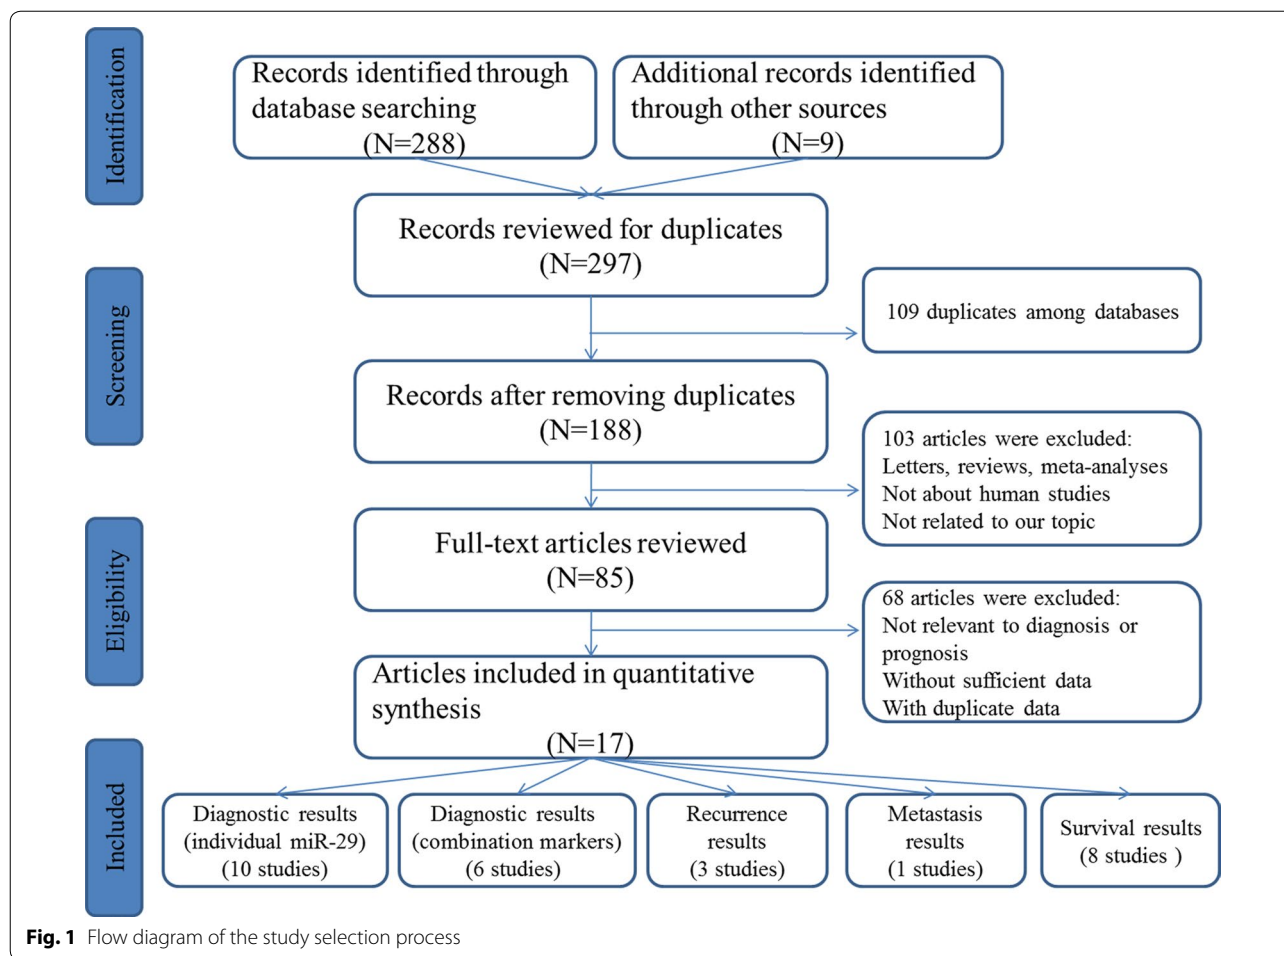 Identification
Records identified through
database searching
(N=288)
Additional records identified
through other sources
(N=9)
Records reviewed for duplicates
(N=297)
Screening
109 duplicates among databases
Records after removing duplicates
(N=188)
103 articles were excluded:
Letters, reviews, meta-analyses
Not about human studies
Not related to our topic
Eligibility
Full-text articles reviewed
(N=85)
68 articles were excluded:
Not relevant to diagnosis or
prognosis
Without sufficient data
With duplicate data
Articles included in quantitative
synthesis
(N=17)
Included
Diagnostic results
(individual miR-29)
(10 studies)
Diagnostic results
(combination markers)
(6 studies)
Recurrence
results
(3 studies)
Metastasis
results
(1 studies)
Survival results
(8 studies )
Fig. 1 Flow diagram of the study selection process